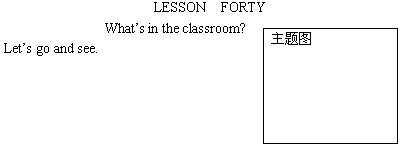 LESSON FORTY
What's in the classroom?
主题图
Let's go and see.